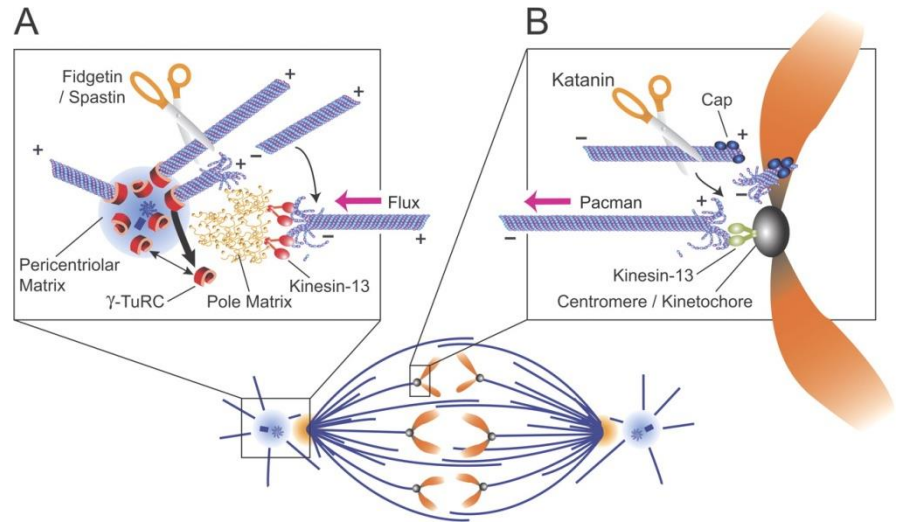 A
Fidgetin
/ Spastin
+
+
+
−
Flux
−
+
Pericentriolar
Matrix
γ-TuRC
Pole Matrix
Kinesin-13
B
Katanin
Cap
+
−
−
+
Pacman
−
Kinesin-13
Centromere / Kinetochore